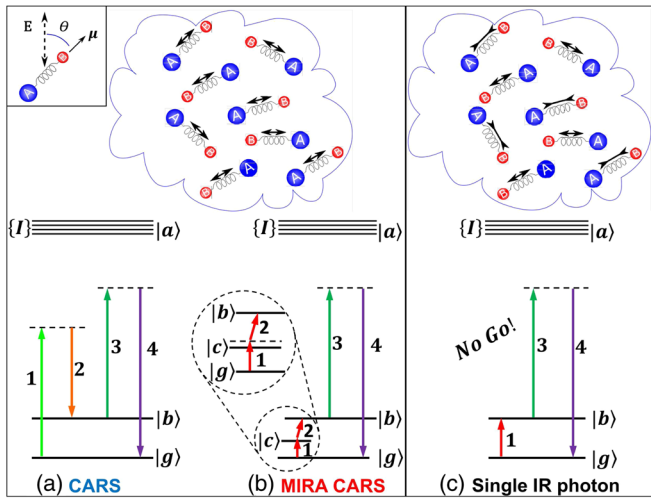 E θ B μ
A
B A B A
B A A B
A B A
B A A B
B A B A
B A A B
A B A
B A A B
{I} |a⟩ {I} |a⟩ {I} |a⟩
|b⟩
2
|c⟩
1
|g⟩
No Go!
1 2 3 4 3 4 3 4
|b⟩ |c⟩ 2 |b⟩ 1 |b⟩
|g⟩ 1 |g⟩ |g⟩
(a) CARS (b) MIRA CARS (c) Single IR photon